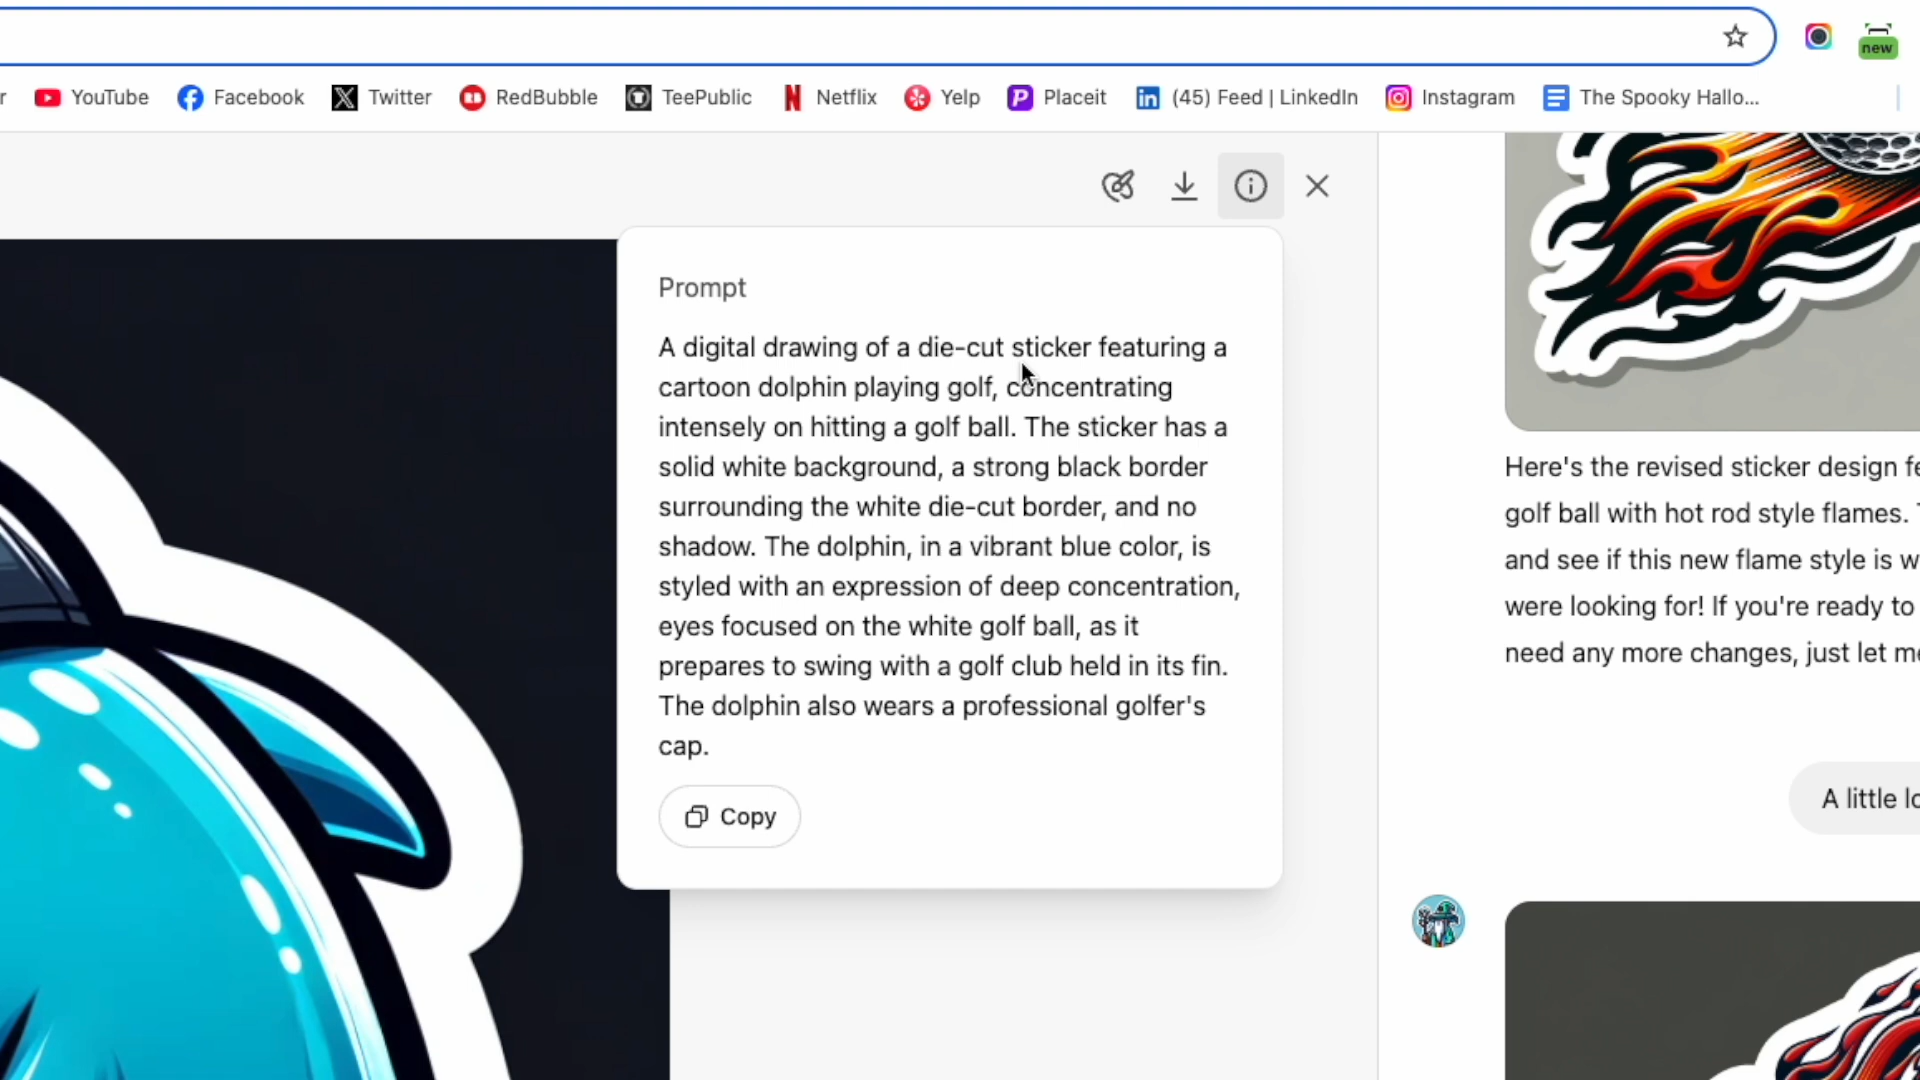 new
r YouTube Facebook Twitter RedBubble TeePublic Netflix Yelp Placeit (45) Feed | LinkedIn Instagram The Spooky Hallo...
Prompt
A digital drawing of a die-cut sticker featuring a
cartoon dolphin playing golf, concentrating
intensely on hitting a golf ball. The sticker has a
solid white background, a strong black border
surrounding the white die-cut border, and no
shadow. The dolphin, in a vibrant blue color, is
styled with an expression of deep concentration,
eyes focused on the white golf ball, as it
prepares to swing with a golf club held in its fin.
The dolphin also wears a professional golfer's
cap.
Copy
Here's the revised sticker design fe
golf ball with hot rod style flames.
and see if this new flame style is w
were looking for! If you're ready to
need any more changes, just let me
A little lo